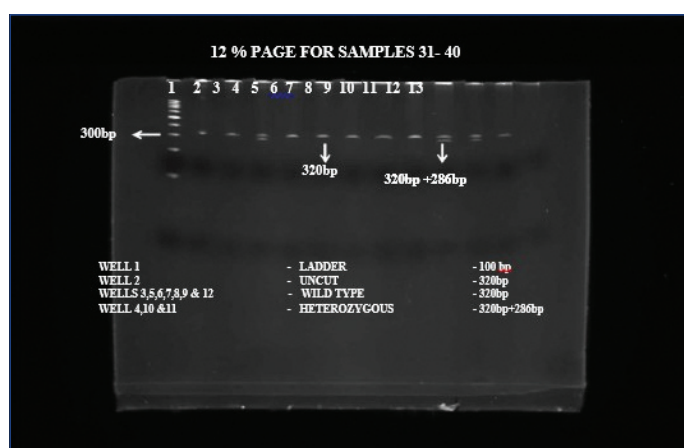 12 % PAGE FOR SAMPLES 31- 40
1 2 3 4 5 6 7 8 9 10 11 12 13
300bp
320bp
320bp +286bp
WELL 1 - LADDER - 100 bp
WELL 2 - UNCUT - 320bp
WELLS 3,5,6,7,8,9 & 12 - WILD TYPE - 320bp
WELL 4,10 &11 - HETEROZYGOUS - 320bp+286bp